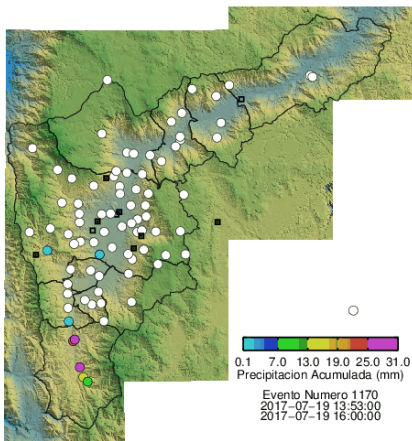 0.1 7.0 13.0 19.0 25.0 31.0
Precipitacion Acumulada (mm)
Evento Numero 1170
2017-07-19 13:53:00
2017-07-19 16:00:00